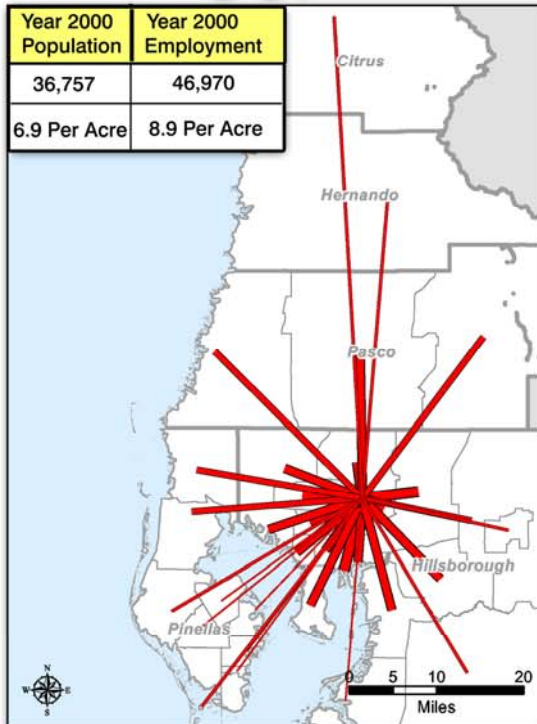 Year 2000 Population
Year 2000 Employment
36,757
46,970
6.9 Per Acre
8.9 Per Acre
Citrus
Hernando
Pasco
Hillsborough
Pinellas
N
W E
S
0 5 10 20
Miles